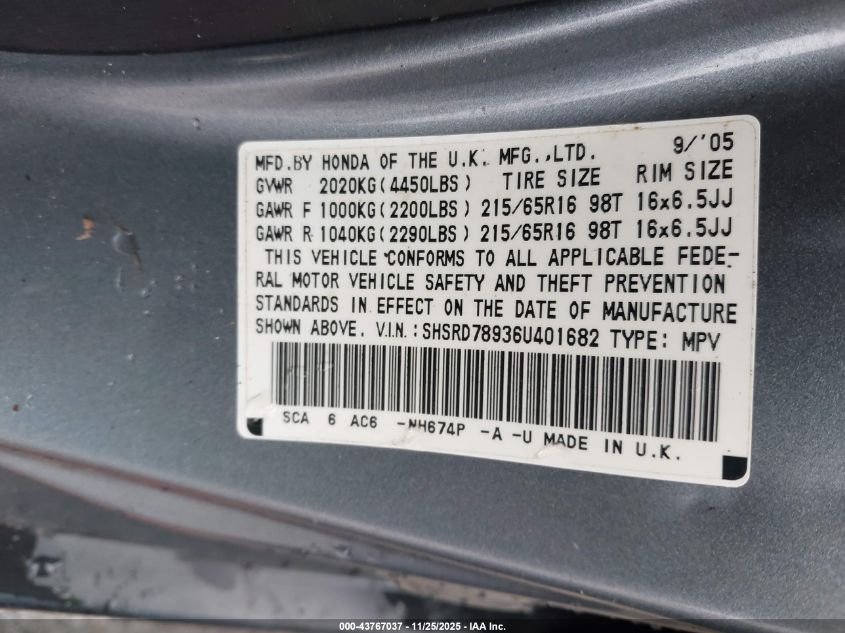 MFD.BY HONDA OF THE U.K. MFG.,LTD. 9/'05
GVWR 2020KG(4450LBS) TIRE SIZE RIM SIZE
GAWR F 1000KG(2200LBS) 215/65R16 98T 16x6.5JJ
GAWR R 1040KG(2290LBS) 215/65R16 98T 16x6.5JJ
THIS VEHICLE CONFORMS TO ALL APPLICABLE FEDE-
RAL MOTOR VEHICLE SAFETY AND THEFT PREVENTION
STANDARDS IN EFFECT ON THE DATE OF MANUFACTURE
SHOWN ABOVE. V.I.N.: SHSRD78936U401682 TYPE: MPV
SCA 6 AC6 -NH674P -A -U MADE IN U.K.
000-43767037 - 11/25/2025 - IAA Inc.